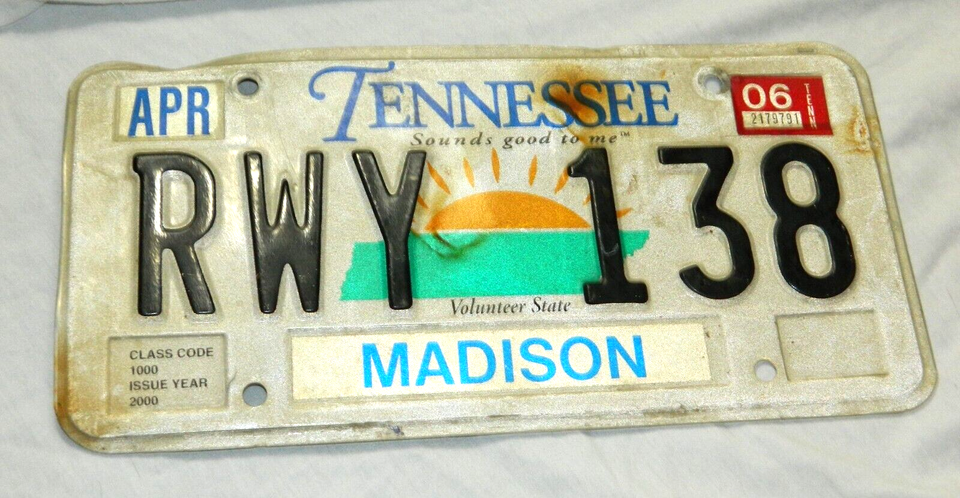 APR
TENNESSEE
06
TENN
2179791
Sounds good to me™
RWY 138
Volunteer State
CLASS CODE
1000
ISSUE YEAR
2000
MADISON